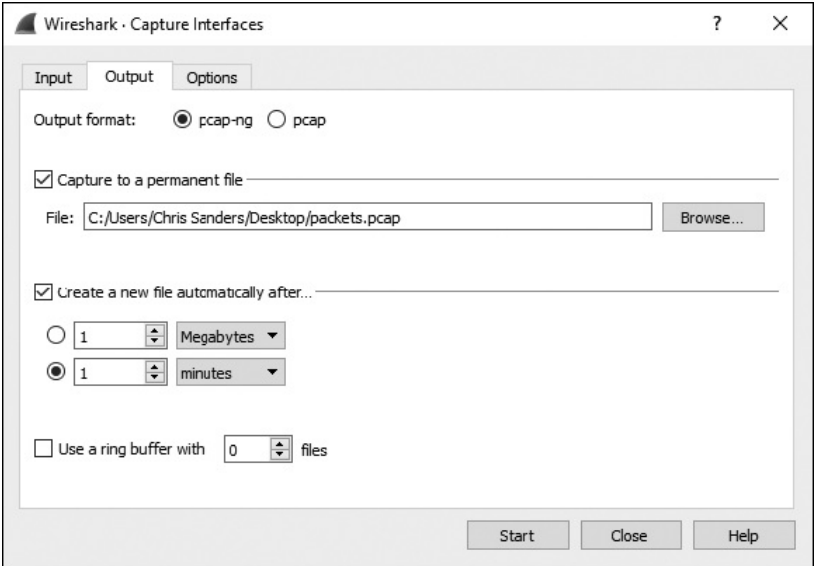 Wireshark · Capture Interfaces ? X
Input Output Options
Output format: pcap-ng pcap
Capture to a permanent file
File: C:/Users/Chris Sanders/Desktop/packets.pcap Browse...
Create a new file automatically after...
1 Megabytes
1 minutes
Use a ring buffer with 0 files
Start Close Help